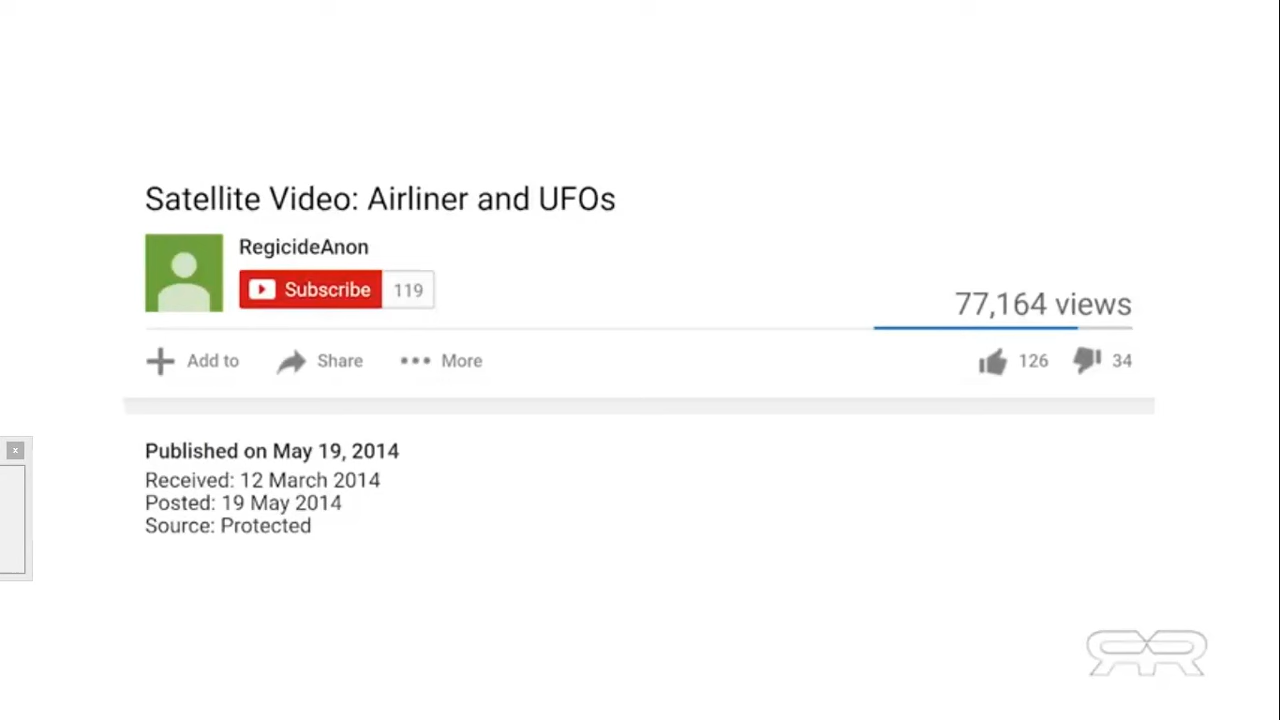 Satellite Video: Airliner and UFOs
RegicideAnon
Subscribe 119
77,164 views
Add to Share More 126 34
Published on May 19, 2014
Received: 12 March 2014
Posted: 19 May 2014
Source: Protected
RR